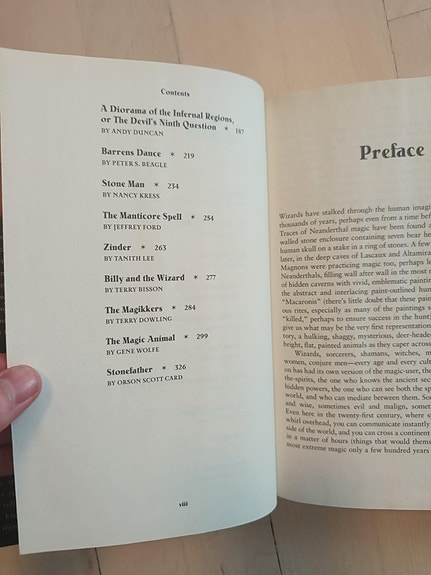 Contents
A Diorama of the Infernal Regions,
or The Devil's Ninth Question * 187
BY ANDY DUNCAN
Barrens Dance * 219
BY PETER S. BEAGLE
Stone Man * 234
BY NANCY KRESS
The Manticore Spell * 254
BY JEFFREY FORD
Zinder * 263
BY TANITH LEE
Billy and the Wizard * 277
BY TERRY BISSON
The Magikkers * 284
BY TERRY DOWLING
The Magic Animal * 299
BY GENE WOLFE
Stonefather * 326
BY ORSON SCOTT CARD
viii
Preface
Wizards have stalked through the human imagi
thousands of years, perhaps even from a time befo
Traces of Neanderthal magic have been found a
walled stone enclosure containing seven bear he
human skull on a stake in a ring of stones. A few
later, in the deep caves of Lascaux and Altamira
Magnons were practicing magic too, perhaps le
Neanderthals, filling wall after wall in the most r
of hidden caverns with vivid, emblematic painting
the abstract and interlacing paint-outlined hum
"Macaronis" (there's little doubt that these pain
ous rites, especially as many of the paintings s
"killed," perhaps to ensure success in the hunt)
give us what may be the very first representation
tory, a hulking, shaggy, mysterious, deer-heade
bright, flat, painted animals as they caper across
Wizards, sorcerers, shamans, witches, m
women, conjure men—every age and every cultu
on has had its own version of the magic-user, the
the-spirits, the one who knows the ancient sec
hidden powers, the one who can see both the sp
world, and who can mediate between them. So
and wise, sometimes evil and malign, somet
Even here in the twenty-first century, where s
whirl overhead, you can communicate instantly
side of the world, and you can cross a continent
in a matter of hours (things that would themse
most extreme magic only a few hundred years